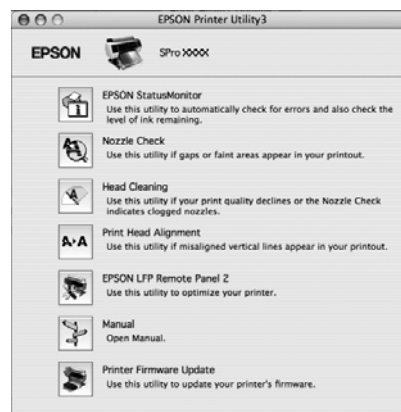 EPSON Printer Utility3
EPSON
SPro XXXX
EPSON StatusMonitor
Use this utility to automatically check for errors and also check the
level of ink remaining.
Nozzle Check
Use this utility if gaps or faint areas appear in your printout.
Head Cleaning
Use this utility if your print quality declines or the Nozzle Check
indicates clogged nozzles.
Print Head Alignment
Use this utility if misaligned vertical lines appear in your printout.
EPSON LFP Remote Panel 2
Use this utility to optimize your printer.
Manual
Open Manual.
Printer Firmware Update
Use this utility to update your printer's firmware.